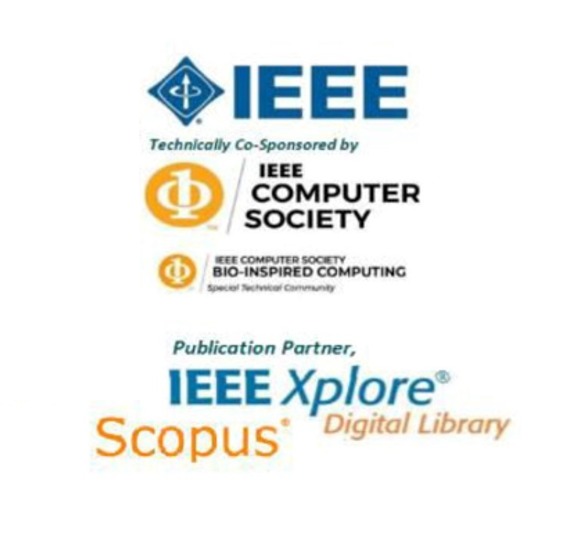 IEEE
Technically Co-Sponsored by
IEEE
COMPUTER
SOCIETY
IEEE COMPUTER SOCIETY
BIO-INSPIRED COMPUTING
Special Technical Community
Publication Partner,
IEEE Xplore®
Digital Library
Scopus®